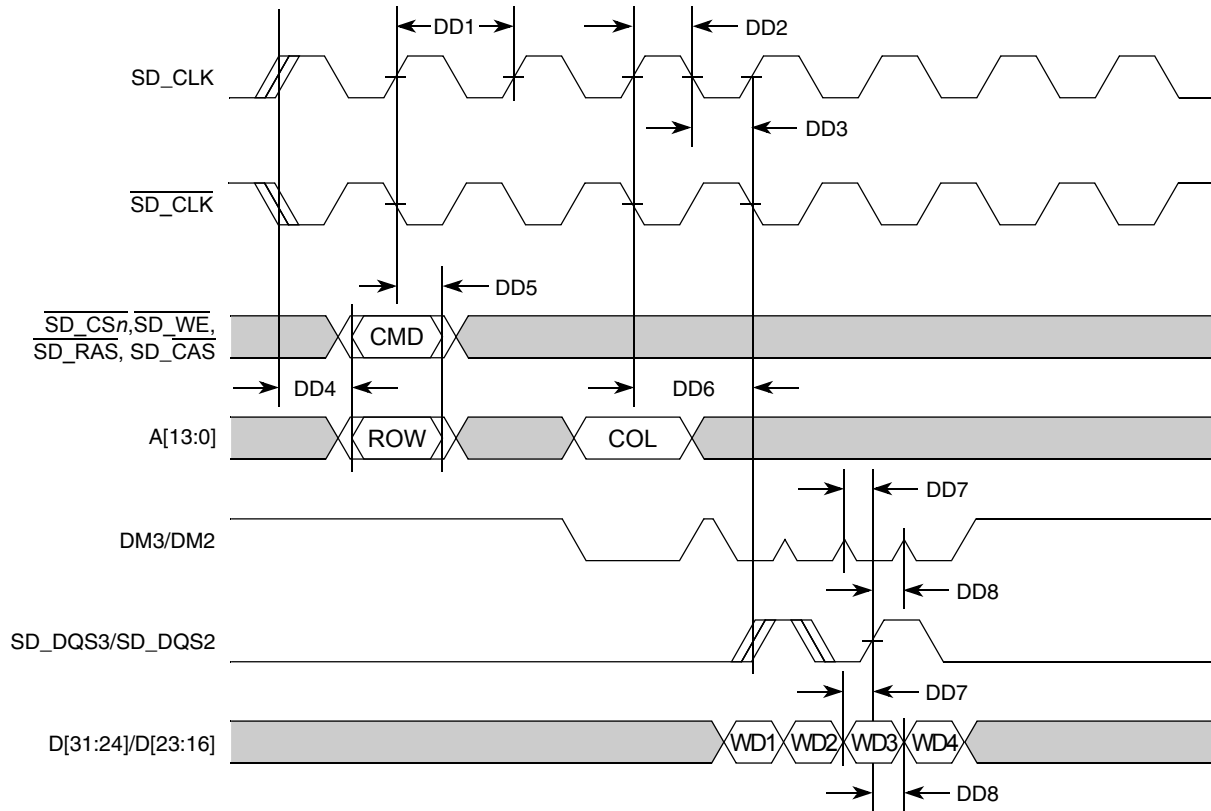 DD1
DD2
SD_CLK
DD3
SD_CLK
DD5
SD_CSn,SD_WE,
SD_RAS, SD_CAS
CMD
DD4
DD6
A[13:0]
ROW
COL
DD7
DM3/DM2
DD8
SD_DQS3/SD_DQS2
DD7
D[31:24]/D[23:16]
WD1
WD2
WD3
WD4
DD8